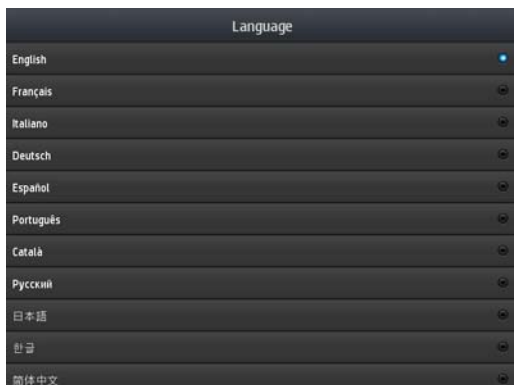 Language
English
Français
Italiano
Deutsch
Español
Português
Català
Русский
日本語
한글
简体中文